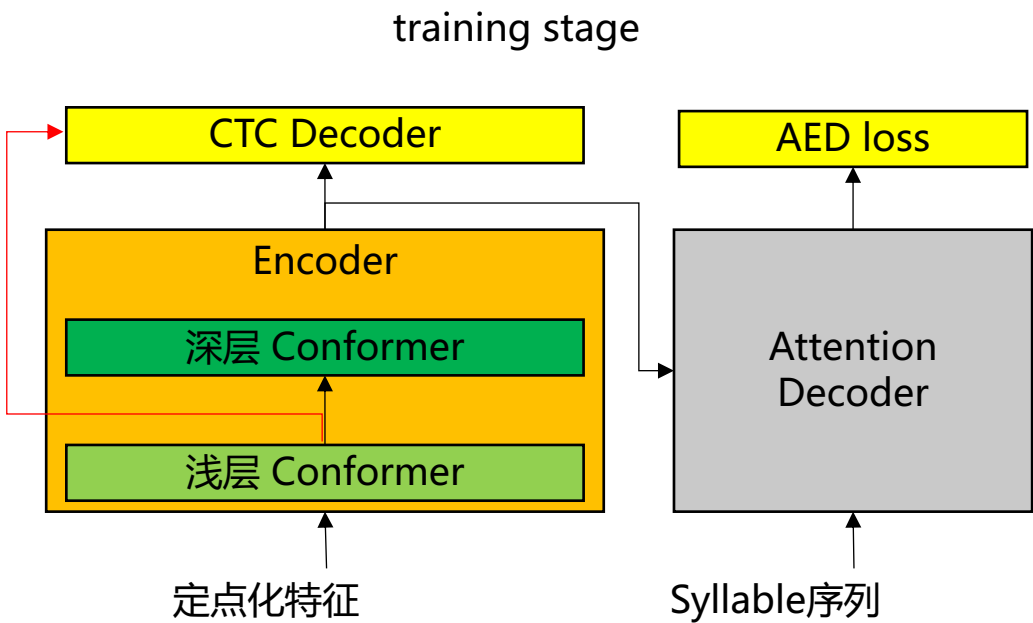 training stage
CTC Decoder
AED loss
Encoder
深层 Conformer
浅层 Conformer
Attention
Decoder
定点化特征
Syllable序列